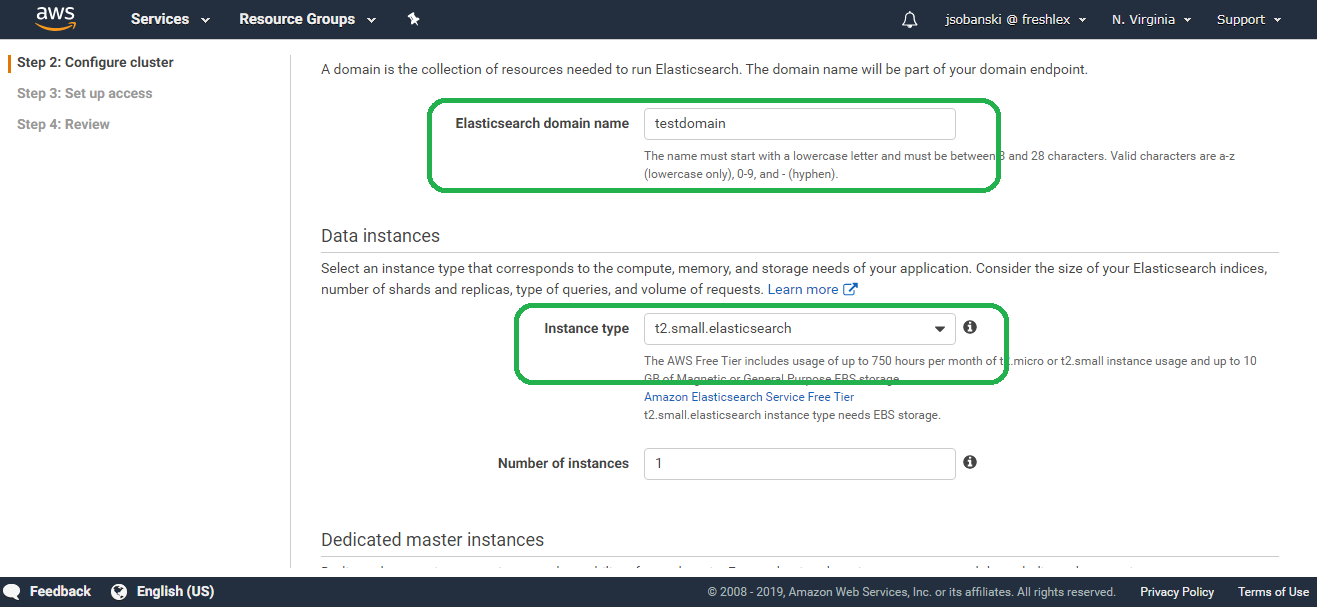 aws Services Resource Groups jsobanski @ freshlex N. Virginia Support
Step 2: Configure cluster
Step 3: Set up access
Step 4: Review
A domain is the collection of resources needed to run Elasticsearch. The domain name will be part of your domain endpoint.
Elasticsearch domain name testdomain
The name must start with a lowercase letter and must be between 3 and 28 characters. Valid characters are a-z
(lowercase only), 0-9, and - (hyphen).
Data instances
Select an instance type that corresponds to the compute, memory, and storage needs of your application. Consider the size of your Elasticsearch indices,
number of shards and replicas, type of queries, and volume of requests. Learn more
Instance type t2.small.elasticsearch
The AWS Free Tier includes usage of up to 750 hours per month of t2.micro or t2.small instance usage and up to 10
GB of Magnetic or General Purpose EBS storage.
Amazon Elasticsearch Service Free Tier
t2.small.elasticsearch instance type needs EBS storage.
Number of instances 1
Dedicated master instances
Feedback English (US) © 2008 - 2019, Amazon Web Services, Inc. or its affiliates. All rights reserved. Privacy Policy Terms of Use